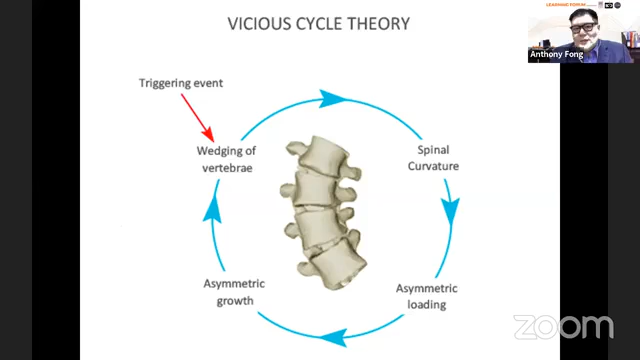 VICIOUS CYCLE THEORY
LEARNING FORUM
Anthony Fong
Triggering event
Wedging of
vertebrae
Spinal
Curvature
Asymmetric
growth
Asymmetric
loading
zoom